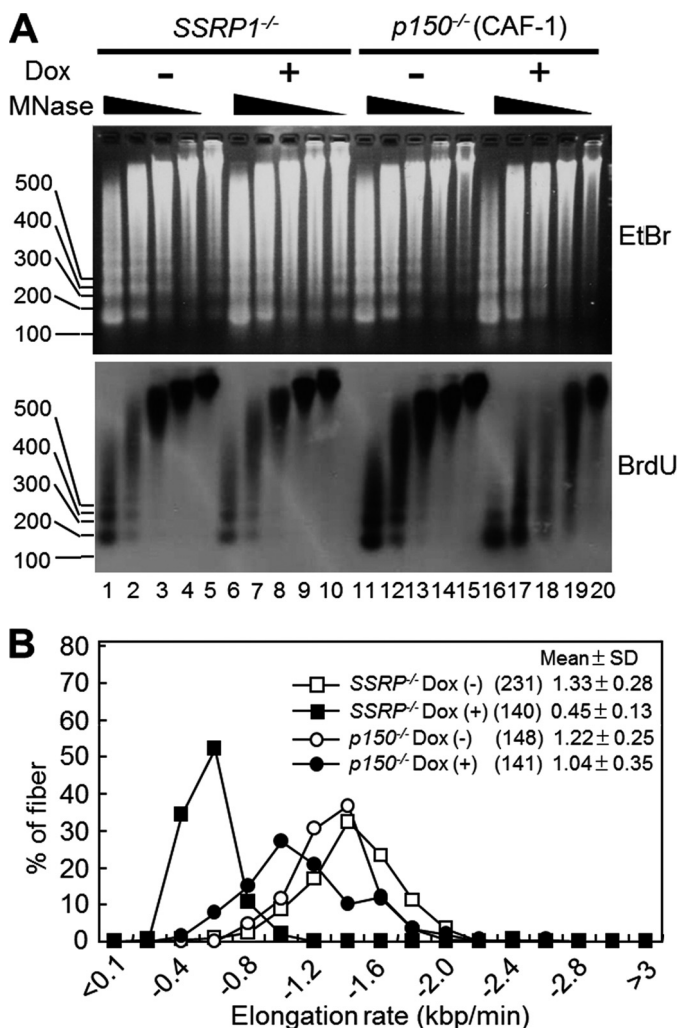 A
SSRP1-/- p150-/- (CAF-1)
Dox - + - +
MNase
500
400
300
200
100
EtBr
500
400
300
200
100
BrdU
1 2 3 4 5 6 7 8 9 10 11 12 13 14 15 16 17 18 19 20
B
Mean ± SD
SSRP-/- Dox (-) (231) 1.33 ± 0.28
SSRP-/- Dox (+) (140) 0.45 ± 0.13
p150-/- Dox (-) (148) 1.22 ± 0.25
p150-/- Dox (+) (141) 1.04 ± 0.35
% of fiber
80
70
60
50
40
30
20
10
0
<0.1 -0.4 -0.8 -1.2 -1.6 -2.0 -2.4 -2.8 >3
Elongation rate (kbp/min)